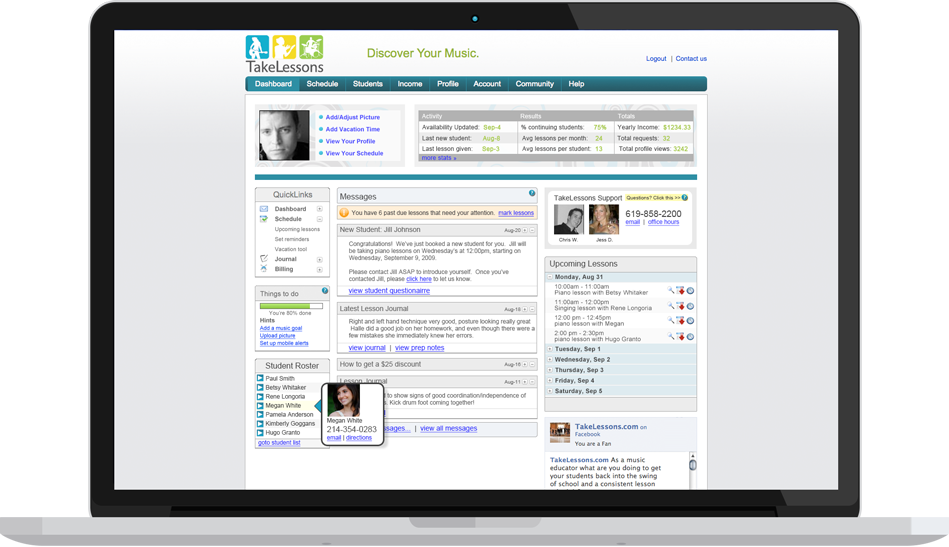 TakeLessons
Discover Your Music.
Logout | Contact us
Dashboard Schedule Students Income Profile Account Community Help
Add/Adjust Picture
Add Vacation Time
View Your Profile
View Your Schedule
Activity Results Totals
Availability Updated: Sep-4 % continuing students: 75% Yearly Income: $1234.33
Last new student: Aug-8 Avg lessons per month: 24 Total requests: 32
Last lesson given: Sep-3 Avg lessons per student: 13 Total profile views: 3242
more stats »
QuickLinks
Dashboard
Schedule
Upcoming lessons
Set reminders
Vacation tool
Journal
Billing
Things to do
You're 80% done
Hints
Add a music goal
Upload picture
Set up mobile alerts
Student Roster
Paul Smith
Betsy Whitaker
Rene Longoria
Megan White
Pamela Anderson
Kimberly Goggans
Hugo Granto
goto student list
Megan White
214-354-0283
email | directions
Messages
You have 6 past due lessons that need your attention. mark lessons
New Student: Jill Johnson Aug-20
Congratulations! We've just booked a new student for you. Jill will
be taking piano lessons on Wednesday's at 12:00pm, starting on
Wednesday, September 9, 2009.
Please contact Jill ASAP to introduce yourself. Once you've
contacted Jill, please click here to let us know.
view student questionairre
Latest Lesson Journal Aug-18
Right and left hand technique very good, posture looking really great
Halle did a good job on her homework, and even though there were a
few mistakes she immediately knew her errors.
view journal | view prep notes
How to get a $25 discount Aug-16
Lesson Journal Aug-11
to show signs of good coordination/independence of
s. Kick drum foot coming together!
sages... | view all messages
TakeLessons Support Questions? Click this >>
619-858-2200
email | office hours
Chris W. Jess D.
Upcoming Lessons
Monday, Aug 31
10:00am - 11:00am
Piano lesson with Betsy Whitaker
11:00am - 12:00pm
Singing lesson with Rene Longoria
12:00 pm - 12:45pm
piano lesson with Megan
2:00 pm - 2:30pm
piano lesson with Hugo Granto
Tuesday, Sep 1
Wednesday, Sep 2
Thursday, Sep 3
Friday, Sep 4
Saturday, Sep 5
TakeLessons.com on
Facebook
You are a Fan
TakeLessons.com As a music
educator what are you doing to get
your students back into the swing
of school and a consistent lesson